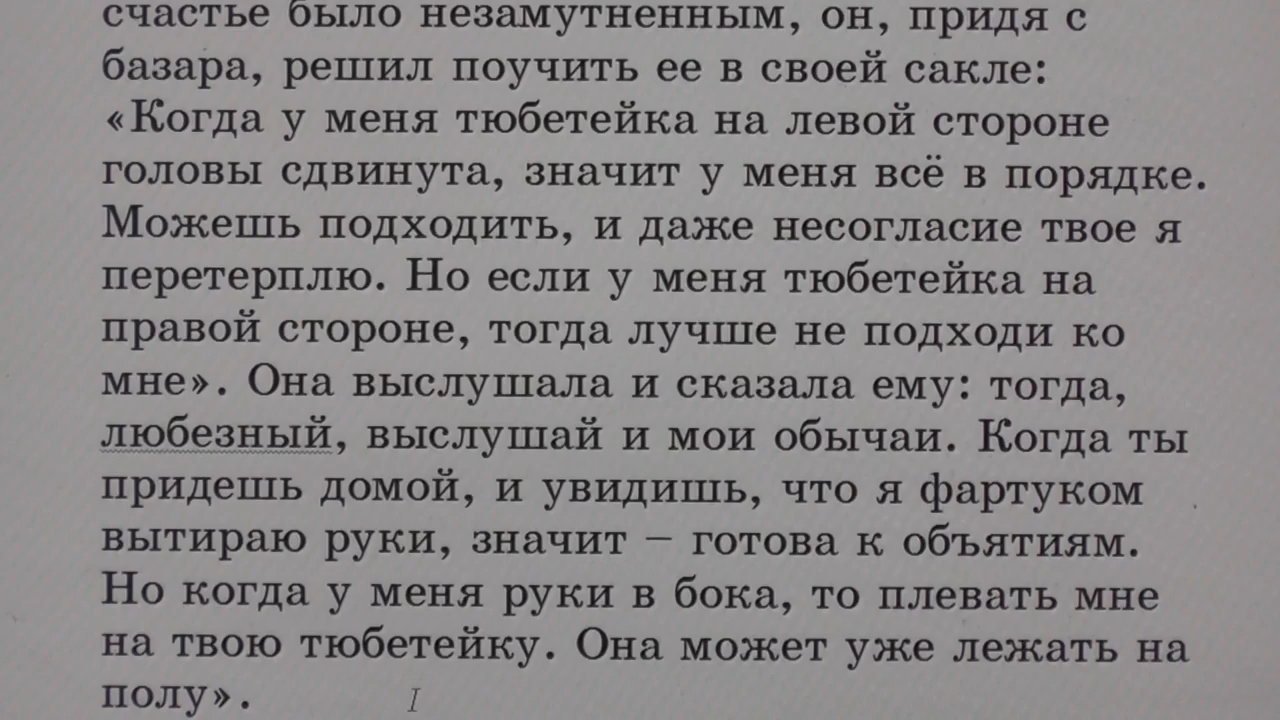 счастье было незамутненным, он, придя с
базара, решил поучить ее в своей сакле:
«Когда у меня тюбетейка на левой стороне
головы сдвинута, значит у меня всё в порядке.
Можешь подходить, и даже несогласие твое я
перетерплю. Но если у меня тюбетейка на
правой стороне, тогда лучше не подходи ко
мне». Она выслушала и сказала ему: тогда,
любезный, выслушай и мои обычаи. Когда ты
придешь домой, и увидишь, что я фартуком
вытираю руки, значит – готова к объятиям.
Но когда у меня руки в бока, то плевать мне
на твою тюбетейку. Она может уже лежать на
полу».